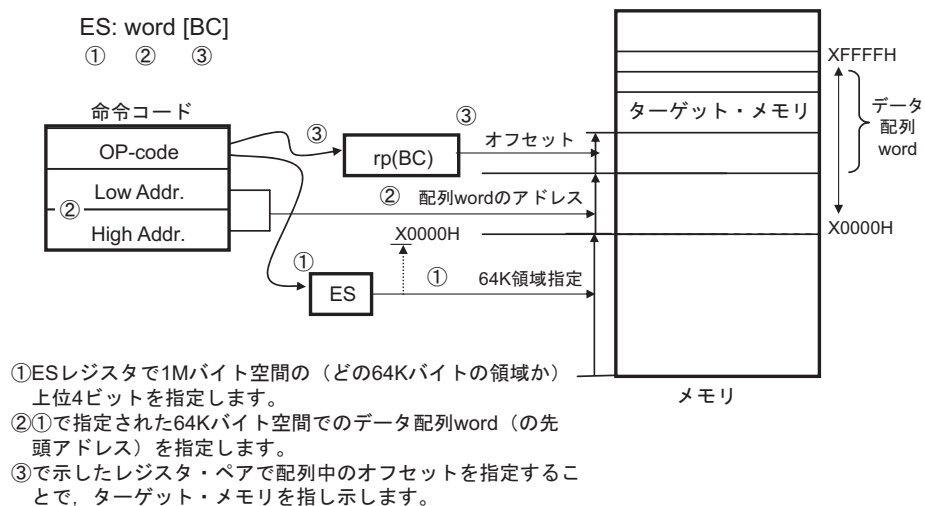 ES: word [BC]
① ② ③
命令コード
OP-code
Low Addr.
②
High Addr.
③
rp(BC)
③
オフセット
② 配列wordのアドレス
X0000H
①
ES
① 64K領域指定
ターゲット・メモリ
XFFFFH
データ
配列
word
X0000H
メモリ
①ESレジスタで1Mバイト空間の（どの64Kバイトの領域か）
上位4ビットを指定します。
②①で指定された64Kバイト空間でのデータ配列word（の先
頭アドレス）を指定します。
③で示したレジスタ・ペアで配列中のオフセットを指定するこ
とで，ターゲット・メモリを指し示します。